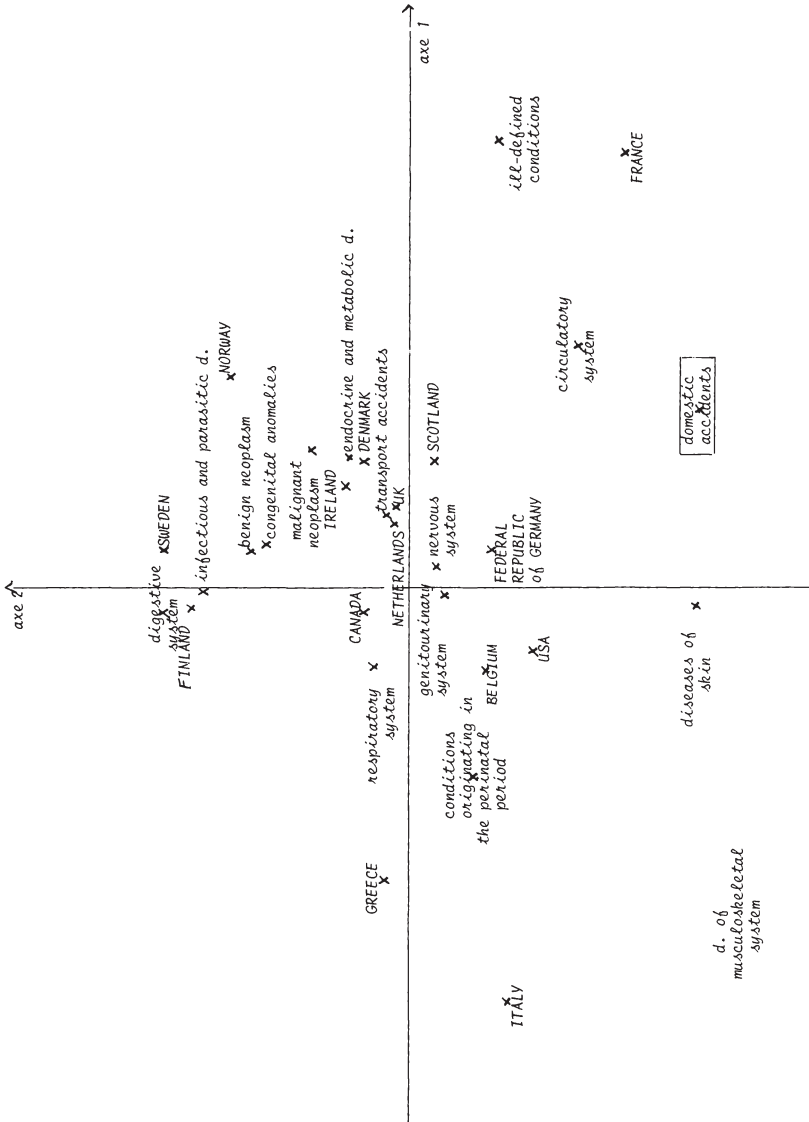 axe 1
axe 2
ill-defined
conditions
FRANCE
circulatory
system
domestic
accidents
NORWAY
endocrine and metabolic d.
DENMARK
transport accidents
SCOTLAND
infectious and parasitic d.
benign neoplasm
congenital anomalies
malignant
neoplasm
IRELAND
UK
SWEDEN
NETHERLANDS
nervous
system
FEDERAL
REPUBLIC
of GERMANY
digestive
system
FINLAND
CANADA
genitourinary
system
BELGIUM
USA
diseases of
skin
respiratory
system
conditions
originating in
the perinatal
period
GREECE
d. of
musculoskeletal
system
ITALY